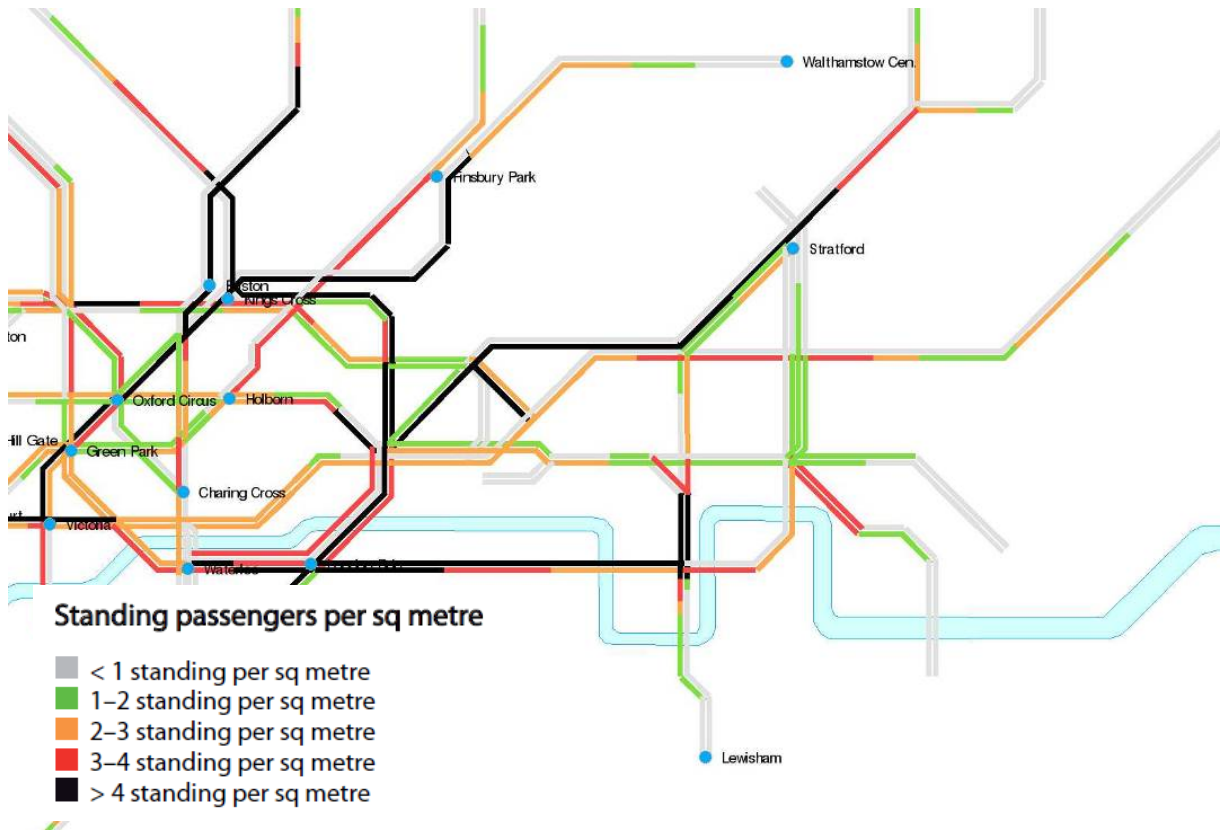 Walthamstow Cen.
Finsbury Park
Stratford
Euston
Kings Cross
ton
Oxford Circus
Holborn
Hill Gate
Green Park
Charing Cross
Victoria
Waterloo
Lewisham
Standing passengers per sq metre
< 1 standing per sq metre
1–2 standing per sq metre
2–3 standing per sq metre
3–4 standing per sq metre
> 4 standing per sq metre